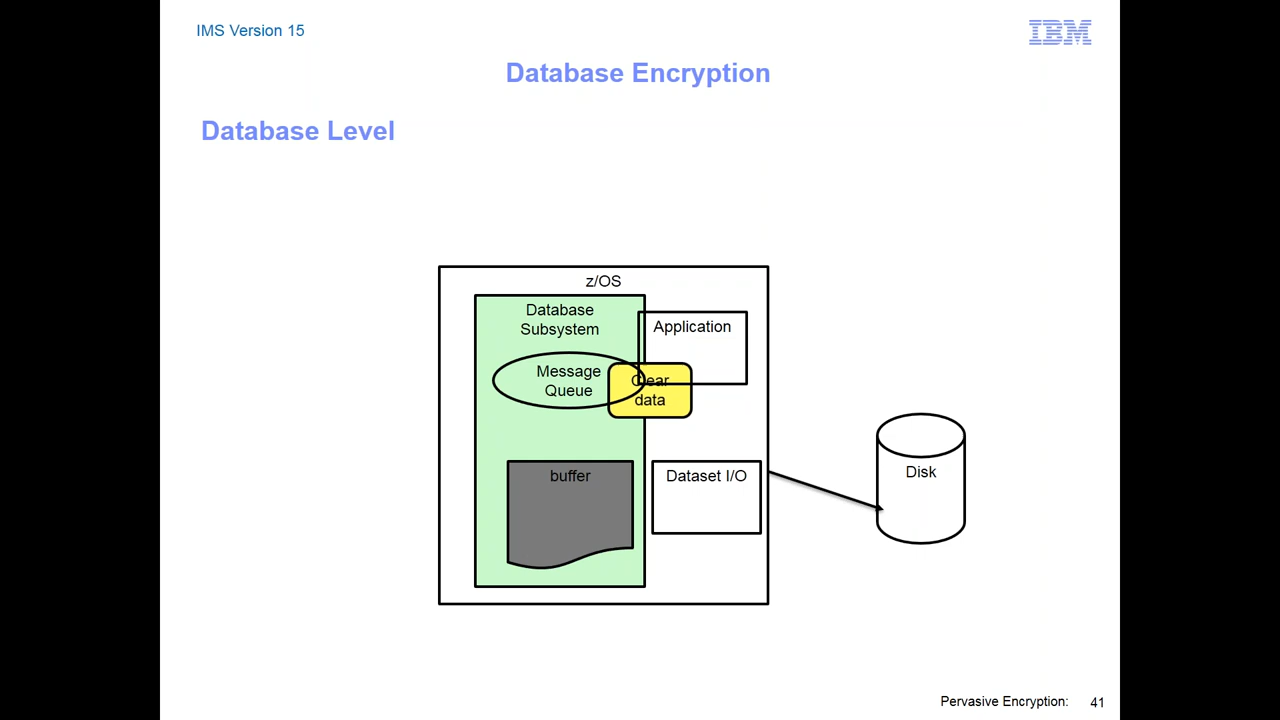 IMS Version 15
IBM
Database Encryption
Database Level
z/OS
Database
Subsystem
Application
Message
Queue
Clear
data
buffer
Dataset I/O
Disk
Pervasive Encryption: 41